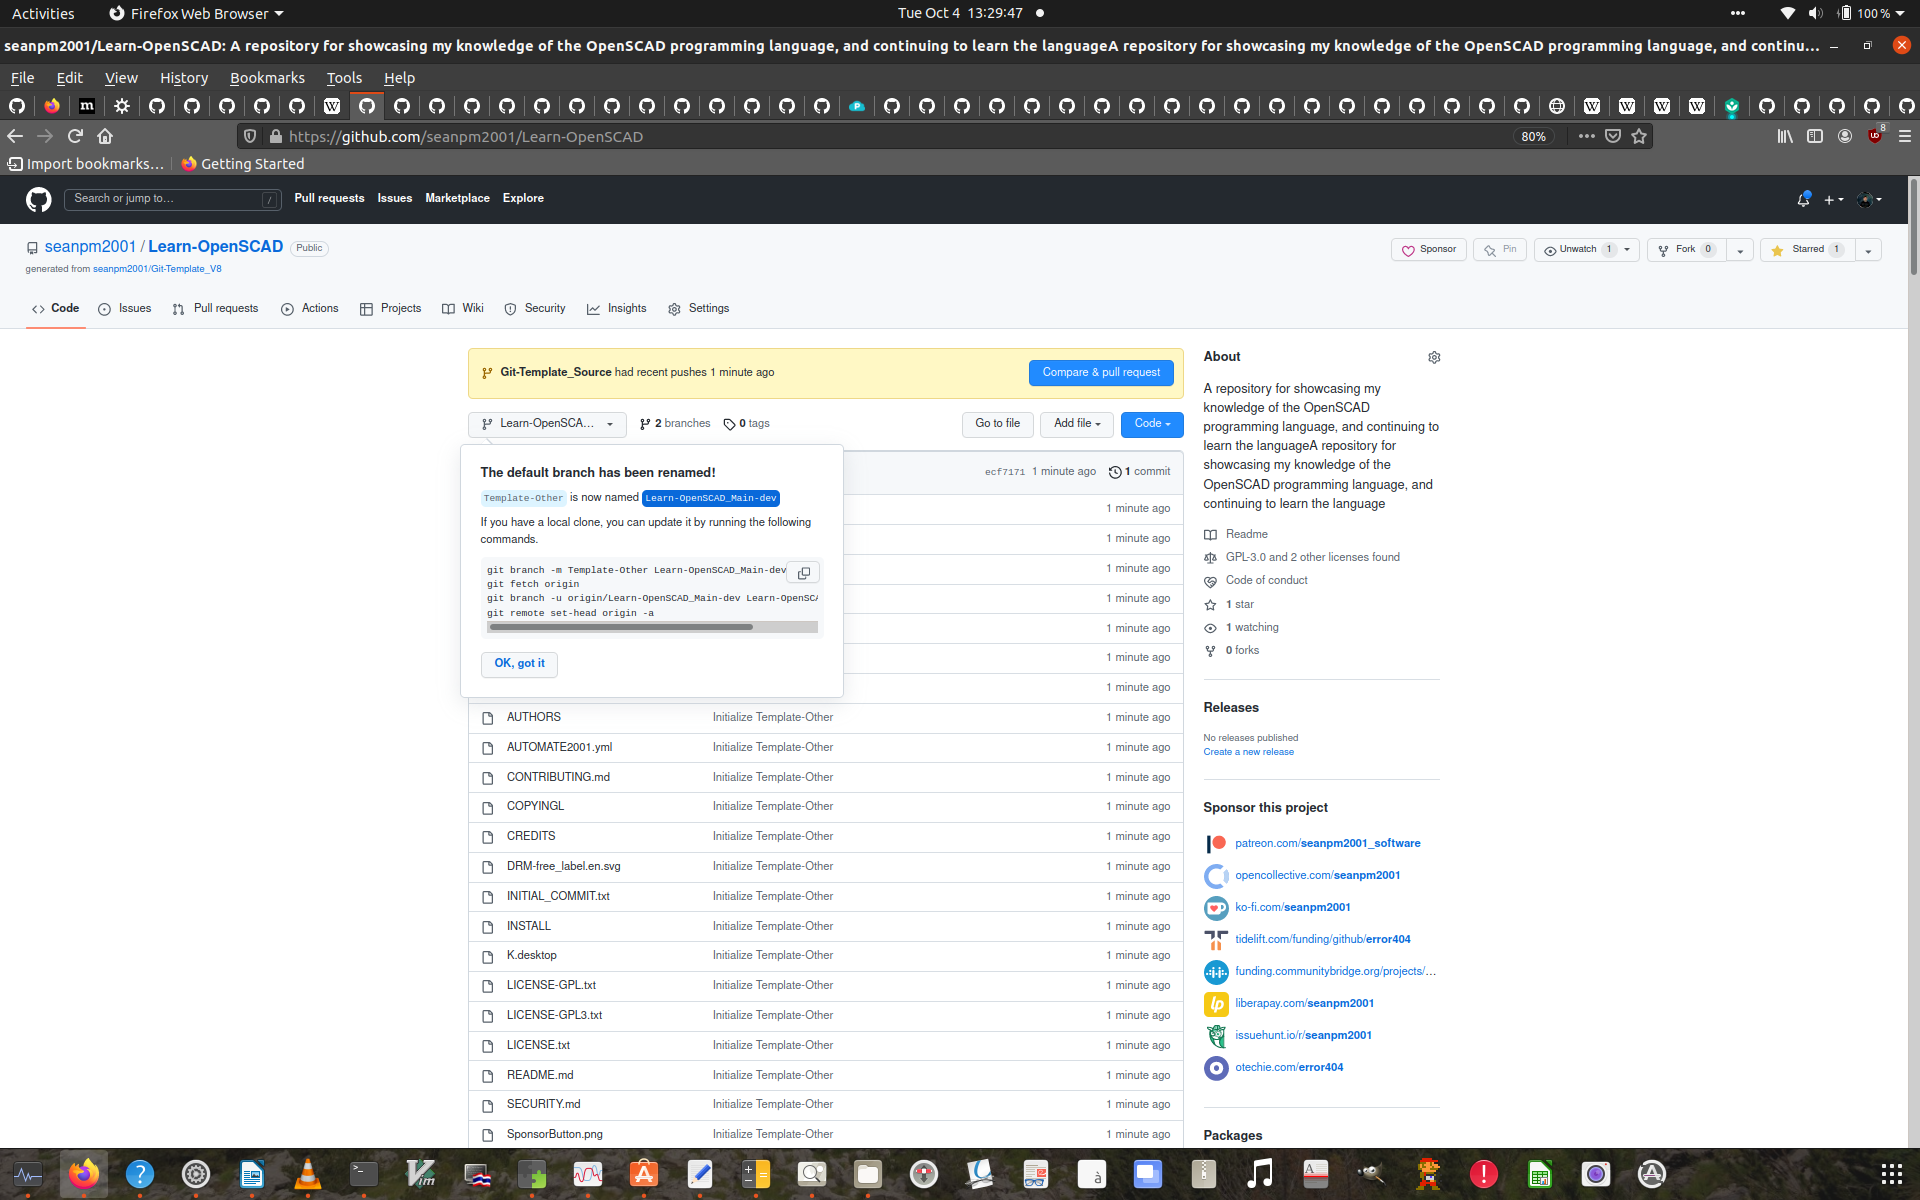 Activities
Firefox Web Browser
Tue Oct 4 13:29:47
100 %
seanpm2001/Learn-OpenSCAD: A repository for showcasing my knowledge of the OpenSCAD programming language, and continuing to learn the languageA repository for showcasing my knowledge of the OpenSCAD programming language, and continu...
File Edit View History Bookmarks Tools Help
https://github.com/seanpm2001/Learn-OpenSCAD
80%
8
Import bookmarks...
Getting Started
Search or jump to...
/
Pull requests Issues Marketplace Explore
seanpm2001 / Learn-OpenSCAD Public
generated from seanpm2001/Git-Template_V8
Sponsor
Pin
Unwatch 1
Fork 0
Starred 1
Code
Issues
Pull requests
Actions
Projects
Wiki
Security
Insights
Settings
Git-Template_Source had recent pushes 1 minute ago
Compare & pull request
Learn-OpenSCA...
2 branches
0 tags
Go to file
Add file
Code
The default branch has been renamed!
Template-Other is now named Learn-OpenSCAD_Main-dev
If you have a local clone, you can update it by running the following
commands.
git branch -m Template-Other Learn-OpenSCAD_Main-dev
git fetch origin
git branch -u origin/Learn-OpenSCAD_Main-dev Learn-OpenSCA
git remote set-head origin -a
OK, got it
ecf7171 1 minute ago
1 commit
1 minute ago
1 minute ago
1 minute ago
1 minute ago
1 minute ago
1 minute ago
1 minute ago
AUTHORS Initialize Template-Other 1 minute ago
AUTOMATE2001.yml Initialize Template-Other 1 minute ago
CONTRIBUTING.md Initialize Template-Other 1 minute ago
COPYINGL Initialize Template-Other 1 minute ago
CREDITS Initialize Template-Other 1 minute ago
DRM-free_label.en.svg Initialize Template-Other 1 minute ago
INITIAL_COMMIT.txt Initialize Template-Other 1 minute ago
INSTALL Initialize Template-Other 1 minute ago
K.desktop Initialize Template-Other 1 minute ago
LICENSE-GPL.txt Initialize Template-Other 1 minute ago
LICENSE-GPL3.txt Initialize Template-Other 1 minute ago
LICENSE.txt Initialize Template-Other 1 minute ago
README.md Initialize Template-Other 1 minute ago
SECURITY.md Initialize Template-Other 1 minute ago
SponsorButton.png Initialize Template-Other 1 minute ago
About
A repository for showcasing my
knowledge of the OpenSCAD
programming language, and continuing to
learn the languageA repository for
showcasing my knowledge of the
OpenSCAD programming language, and
continuing to learn the language
Readme
GPL-3.0 and 2 other licenses found
Code of conduct
1 star
1 watching
0 forks
Releases
No releases published
Create a new release
Sponsor this project
patreon.com/seanpm2001_software
opencollective.com/seanpm2001
ko-fi.com/seanpm2001
tidelift.com/funding/github/error404
funding.communitybridge.org/projects/...
liberapay.com/seanpm2001
issuehunt.io/r/seanpm2001
otechie.com/error404
Packages